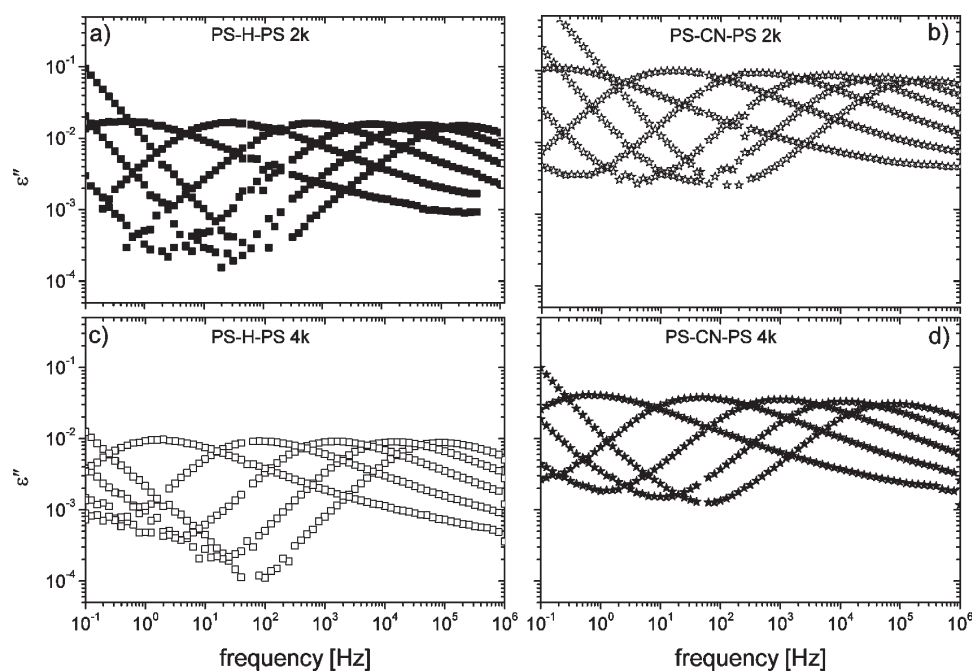 a) PS-H-PS 2k
PS-CN-PS 2k b)
10⁻¹
10⁻²
ε″
10⁻³
10⁻⁴
c) PS-H-PS 4k
PS-CN-PS 4k d)
10⁻¹
10⁻²
ε″
10⁻³
10⁻⁴
10⁻¹ 10⁰ 10¹ 10² 10³ 10⁴ 10⁵ 10⁶
10⁻¹ 10⁰ 10¹ 10² 10³ 10⁴ 10⁵ 10⁶
frequency [Hz]
frequency [Hz]